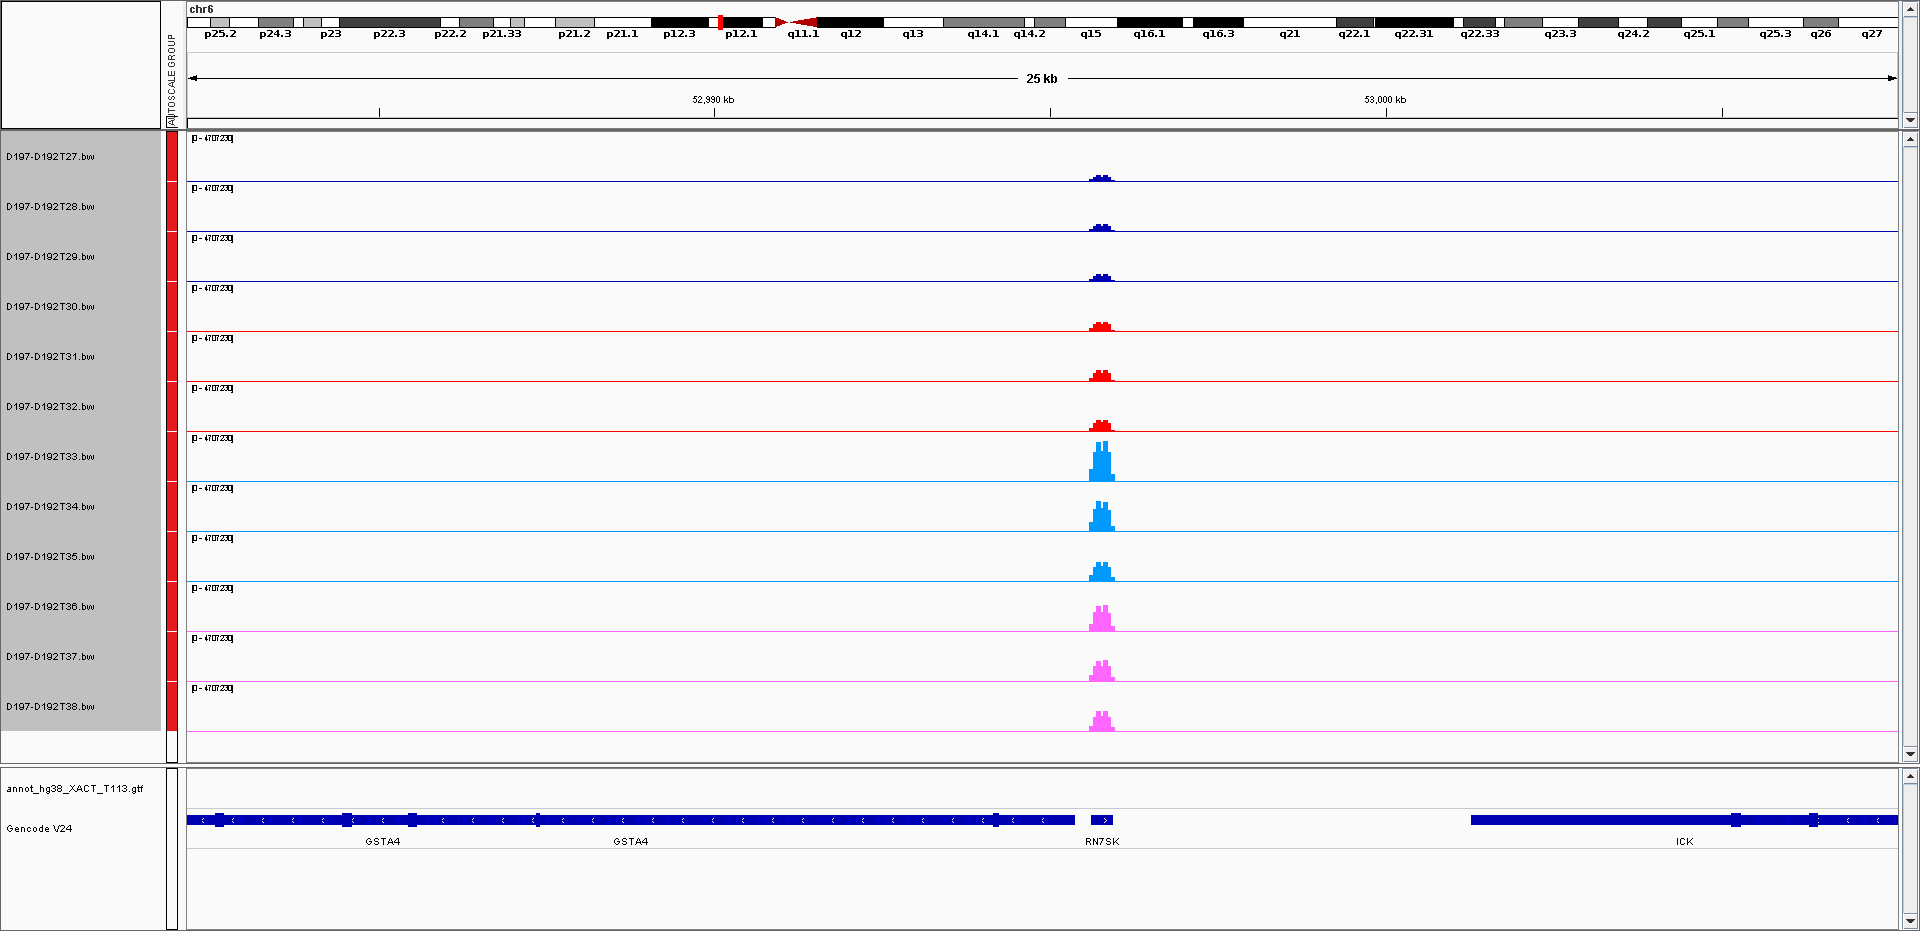 chr6
p25.2 p24.3 p23 p22.3 p22.2 p21.33 p21.2 p21.1 p12.3 p12.1 q11.1 q12 q13 q14.1 q14.2 q15 q16.1 q16.3 q21 q22.1 q22.31 q22.33 q23.3 q24.2 q25.1 q25.3 q26 q27
AUTOSCALE GROUP
25 kb
52,990 kb 53,000 kb
D197-D192T27.bw
D197-D192T28.bw
D197-D192T29.bw
D197-D192T30.bw
D197-D192T31.bw
D197-D192T32.bw
D197-D192T33.bw
D197-D192T34.bw
D197-D192T35.bw
D197-D192T36.bw
D197-D192T37.bw
D197-D192T38.bw
annot_hg38_XACT_T113.gtf
Gencode V24
GSTA4 GSTA4 RN7SK ICK